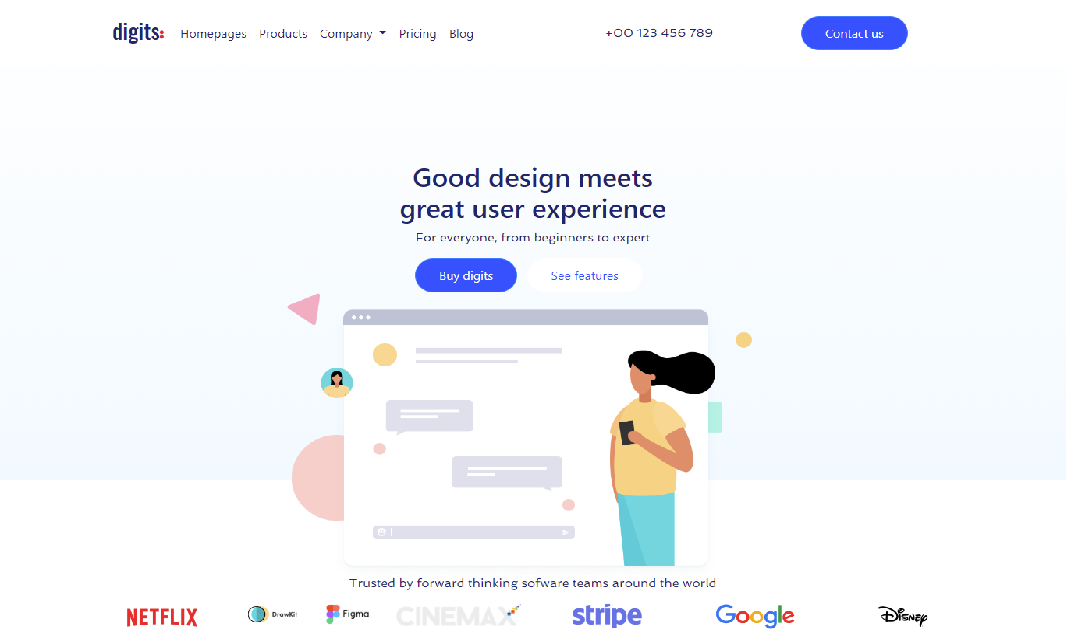 digits:
Homepages Products Company Pricing Blog
+00 123 456 789
Contact us
Good design meets
great user experience
For everyone, from beginners to expert
Buy digits
See features
Trusted by forward thinking sofware teams around the world
NETFLIX DrawKit Figma CINEMAX stripe Google Disney